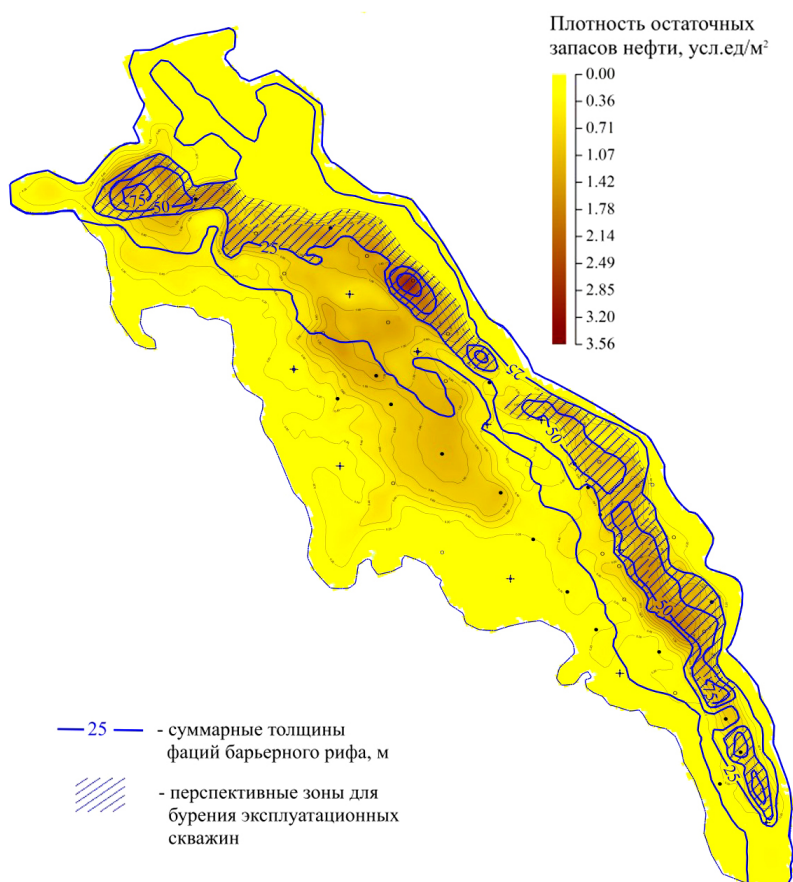 Плотность остаточных
запасов нефти, усл.ед/м²
0.00
0.36
0.71
1.07
1.42
1.78
2.14
2.49
2.85
3.20
3.56
75
50
25
25
50
50
75
25
25 - суммарные толщины
фаций барьерного рифа, м
- перспективные зоны для
бурения эксплуатационных
скважин